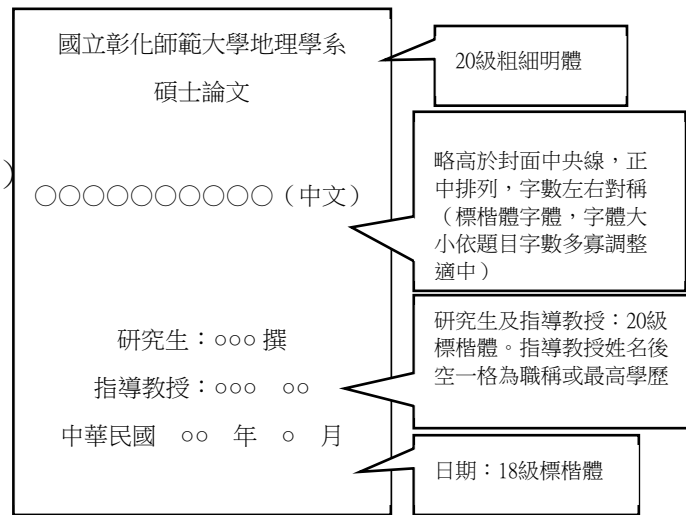 國立彰化師範大學地理學系
碩士論文
20級粗細明體
)
○○○○○○○○○○(中文)
略高於封面中央線,正
中排列,字數左右對稱
(標楷體字體,字體大
小依題目字數多寡調整
適中)
研究生:○○○ 撰
指導教授:○○○ ○○
研究生及指導教授:20級
標楷體。指導教授姓名後
空一格為職稱或最高學歷
中華民國 ○○ 年 ○ 月
日期:18級標楷體